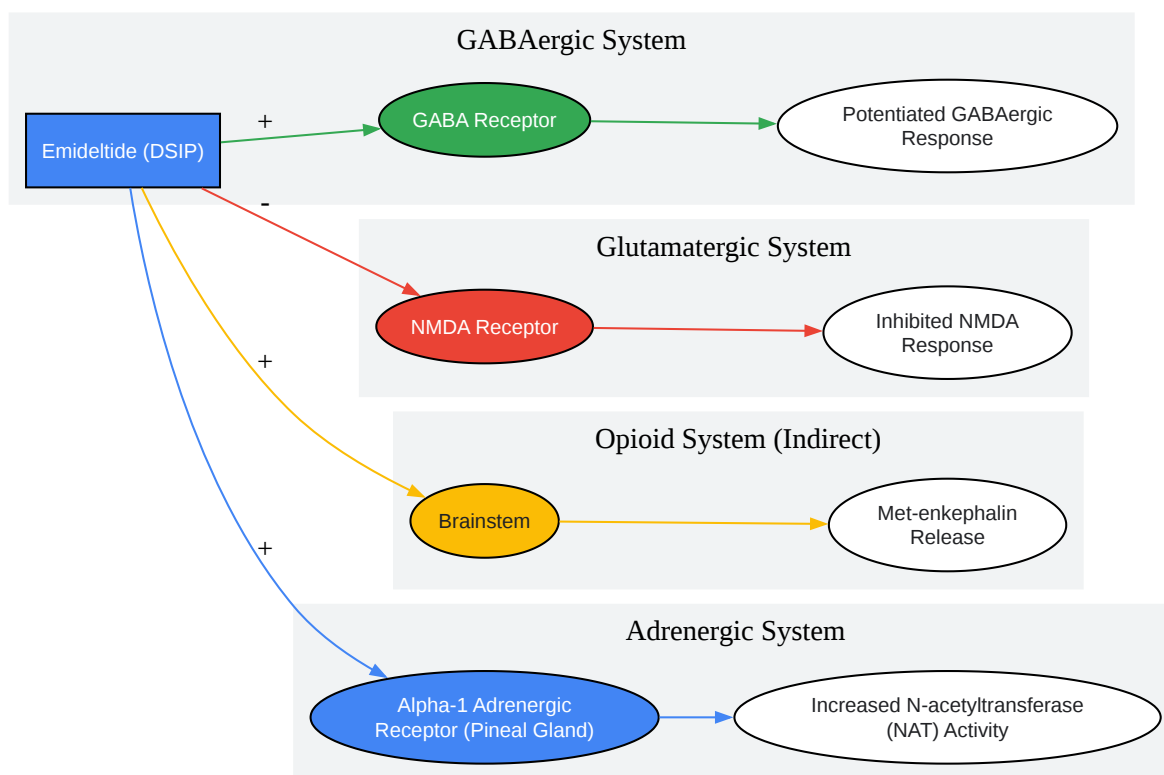 GABAergic System
Emideltide (DSIP)
+
GABA Receptor
Potentiated GABAergic
Response
-
Glutamatergic System
NMDA Receptor
Inhibited NMDA
Response
+
Opioid System (Indirect)
Brainstem
Met-enkephalin
Release
+
Adrenergic System
Alpha-1 Adrenergic
Receptor (Pineal Gland)
Increased N-acetyltransferase
(NAT) Activity